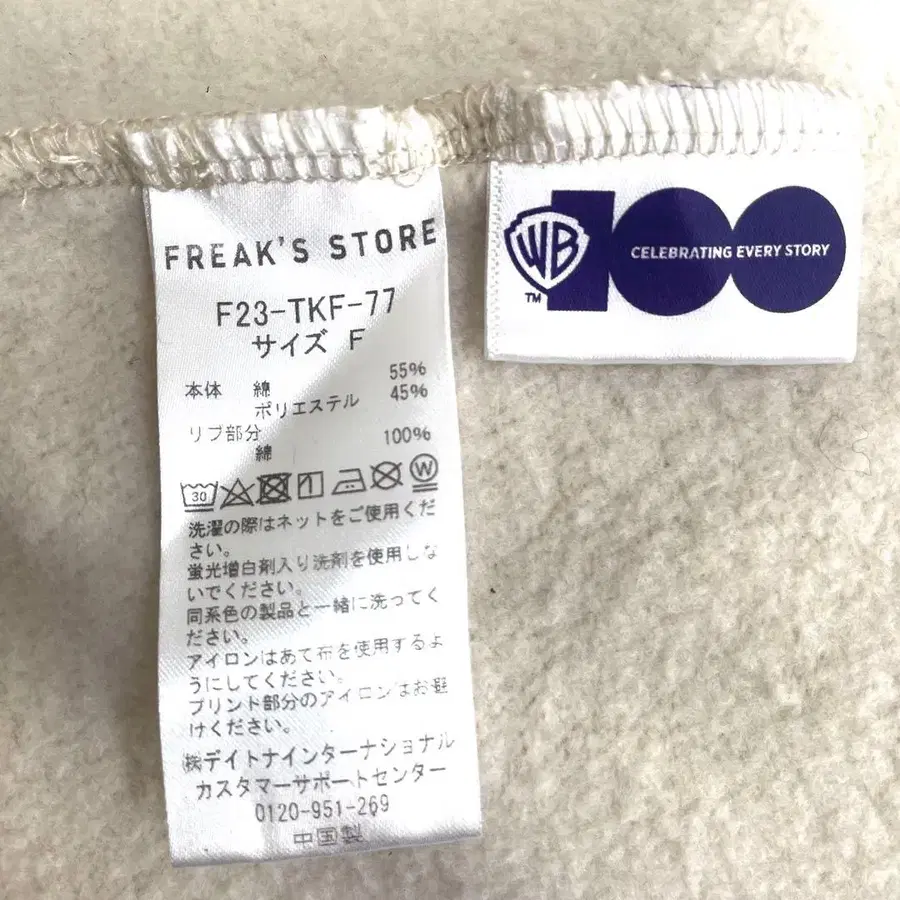 FREAK'S STORE
F23-TKF-77
サイズ F
本体 綿 55%
ポリエステル 45%
リブ部分
綿 100%
30
W
洗濯の際はネットをご使用くだ
さい。
蛍光増白剤入り洗剤を使用しな
いでください。
同系色の製品と一緒に洗ってく
ださい。
アイロンはあて布を使用するよ
うにしてください。
プリント部分のアイロンはお避
けください。
㈱デイトナインターナショナル
カスタマーサポートセンター
0120-951-269
中国製
100
WB
CELEBRATING EVERY STORY
TM